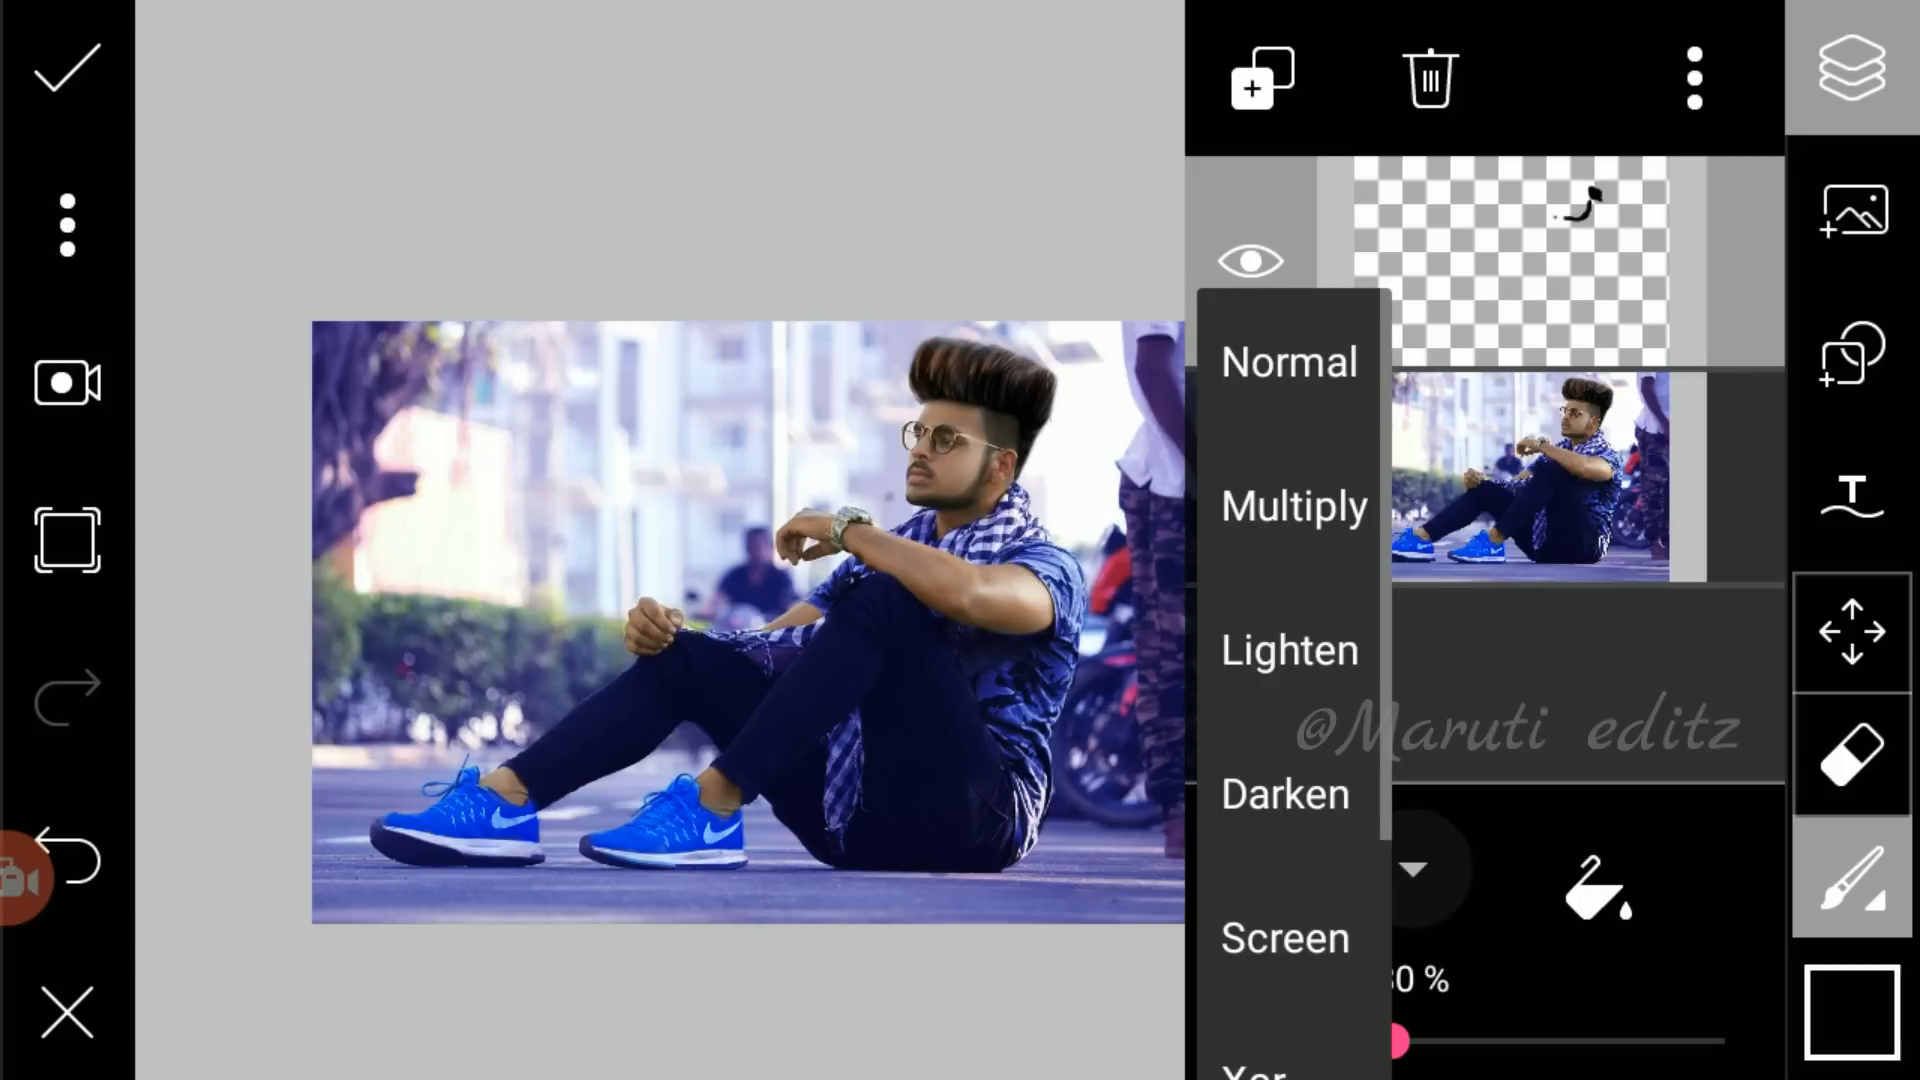 Normal
Multiply
Lighten
@Maruti editz
Darken
Screen
0 %
T